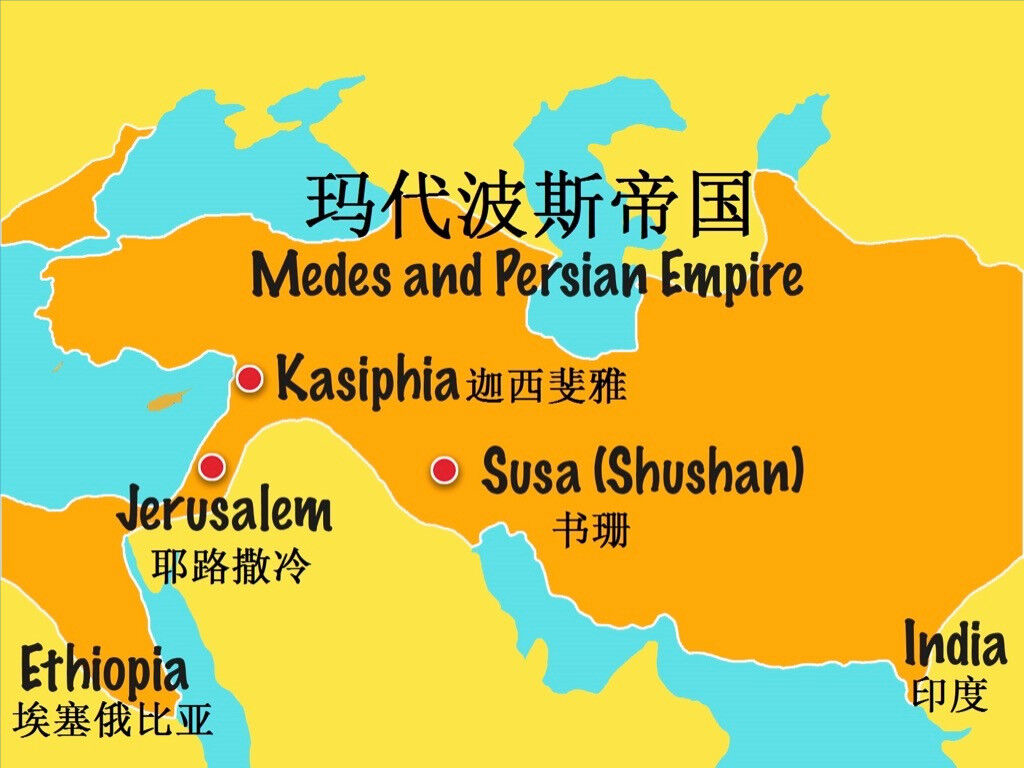 玛代波斯帝国
Medes and Persian Empire
Kasiphia 迦西斐雅
Susa (Shushan)
书珊
Jerusalem
耶路撒冷
Ethiopia
埃塞俄比亚
India
印度